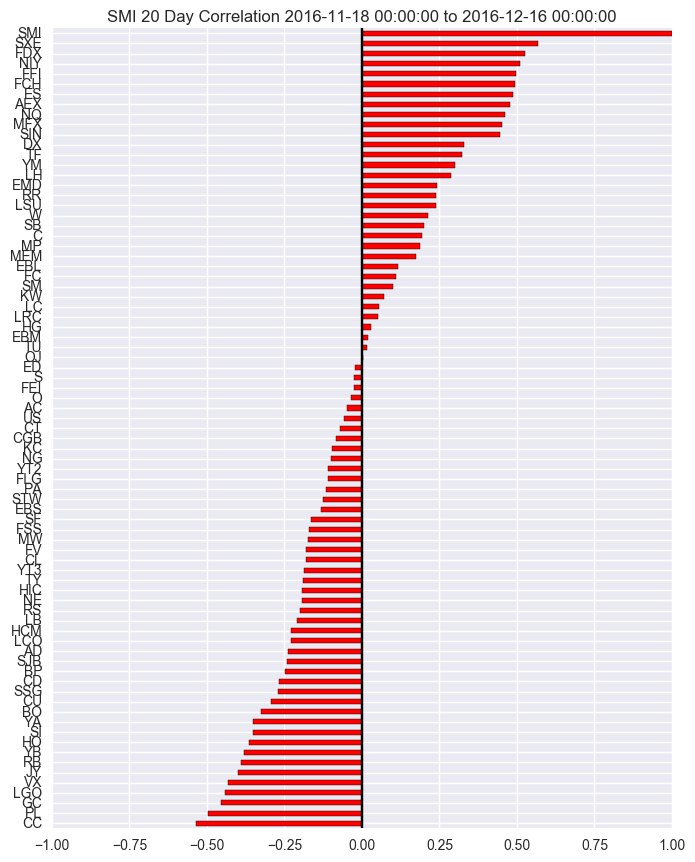 SMI 20 Day Correlation 2016-11-18 00:00:00 to 2016-12-16 00:00:00
SMI
SXE
FDX
NIY
FFI
FCH
ES
AEX
NQ
MFX
SIN
DX
TF
YM
LH
EMD
RR
LSU
W
SB
C
MP
MEM
EBL
FC
SM
KW
LC
LRC
HG
EBM
TU
OJ
ED
S
FEI
O
AC
US
CT
CGB
KC
NG
YT2
FLG
PA
STW
EBS
SF
FSS
MW
FV
CL
YT3
TY
HIC
NE
RS
LB
HCM
LCO
AD
SJB
BP
CD
SSG
CU
BO
YA
SI
HO
YB
RB
JY
VX
LGO
GC
PL
CC
−1.00 −0.75 −0.50 −0.25 0.00 0.25 0.50 0.75 1.00